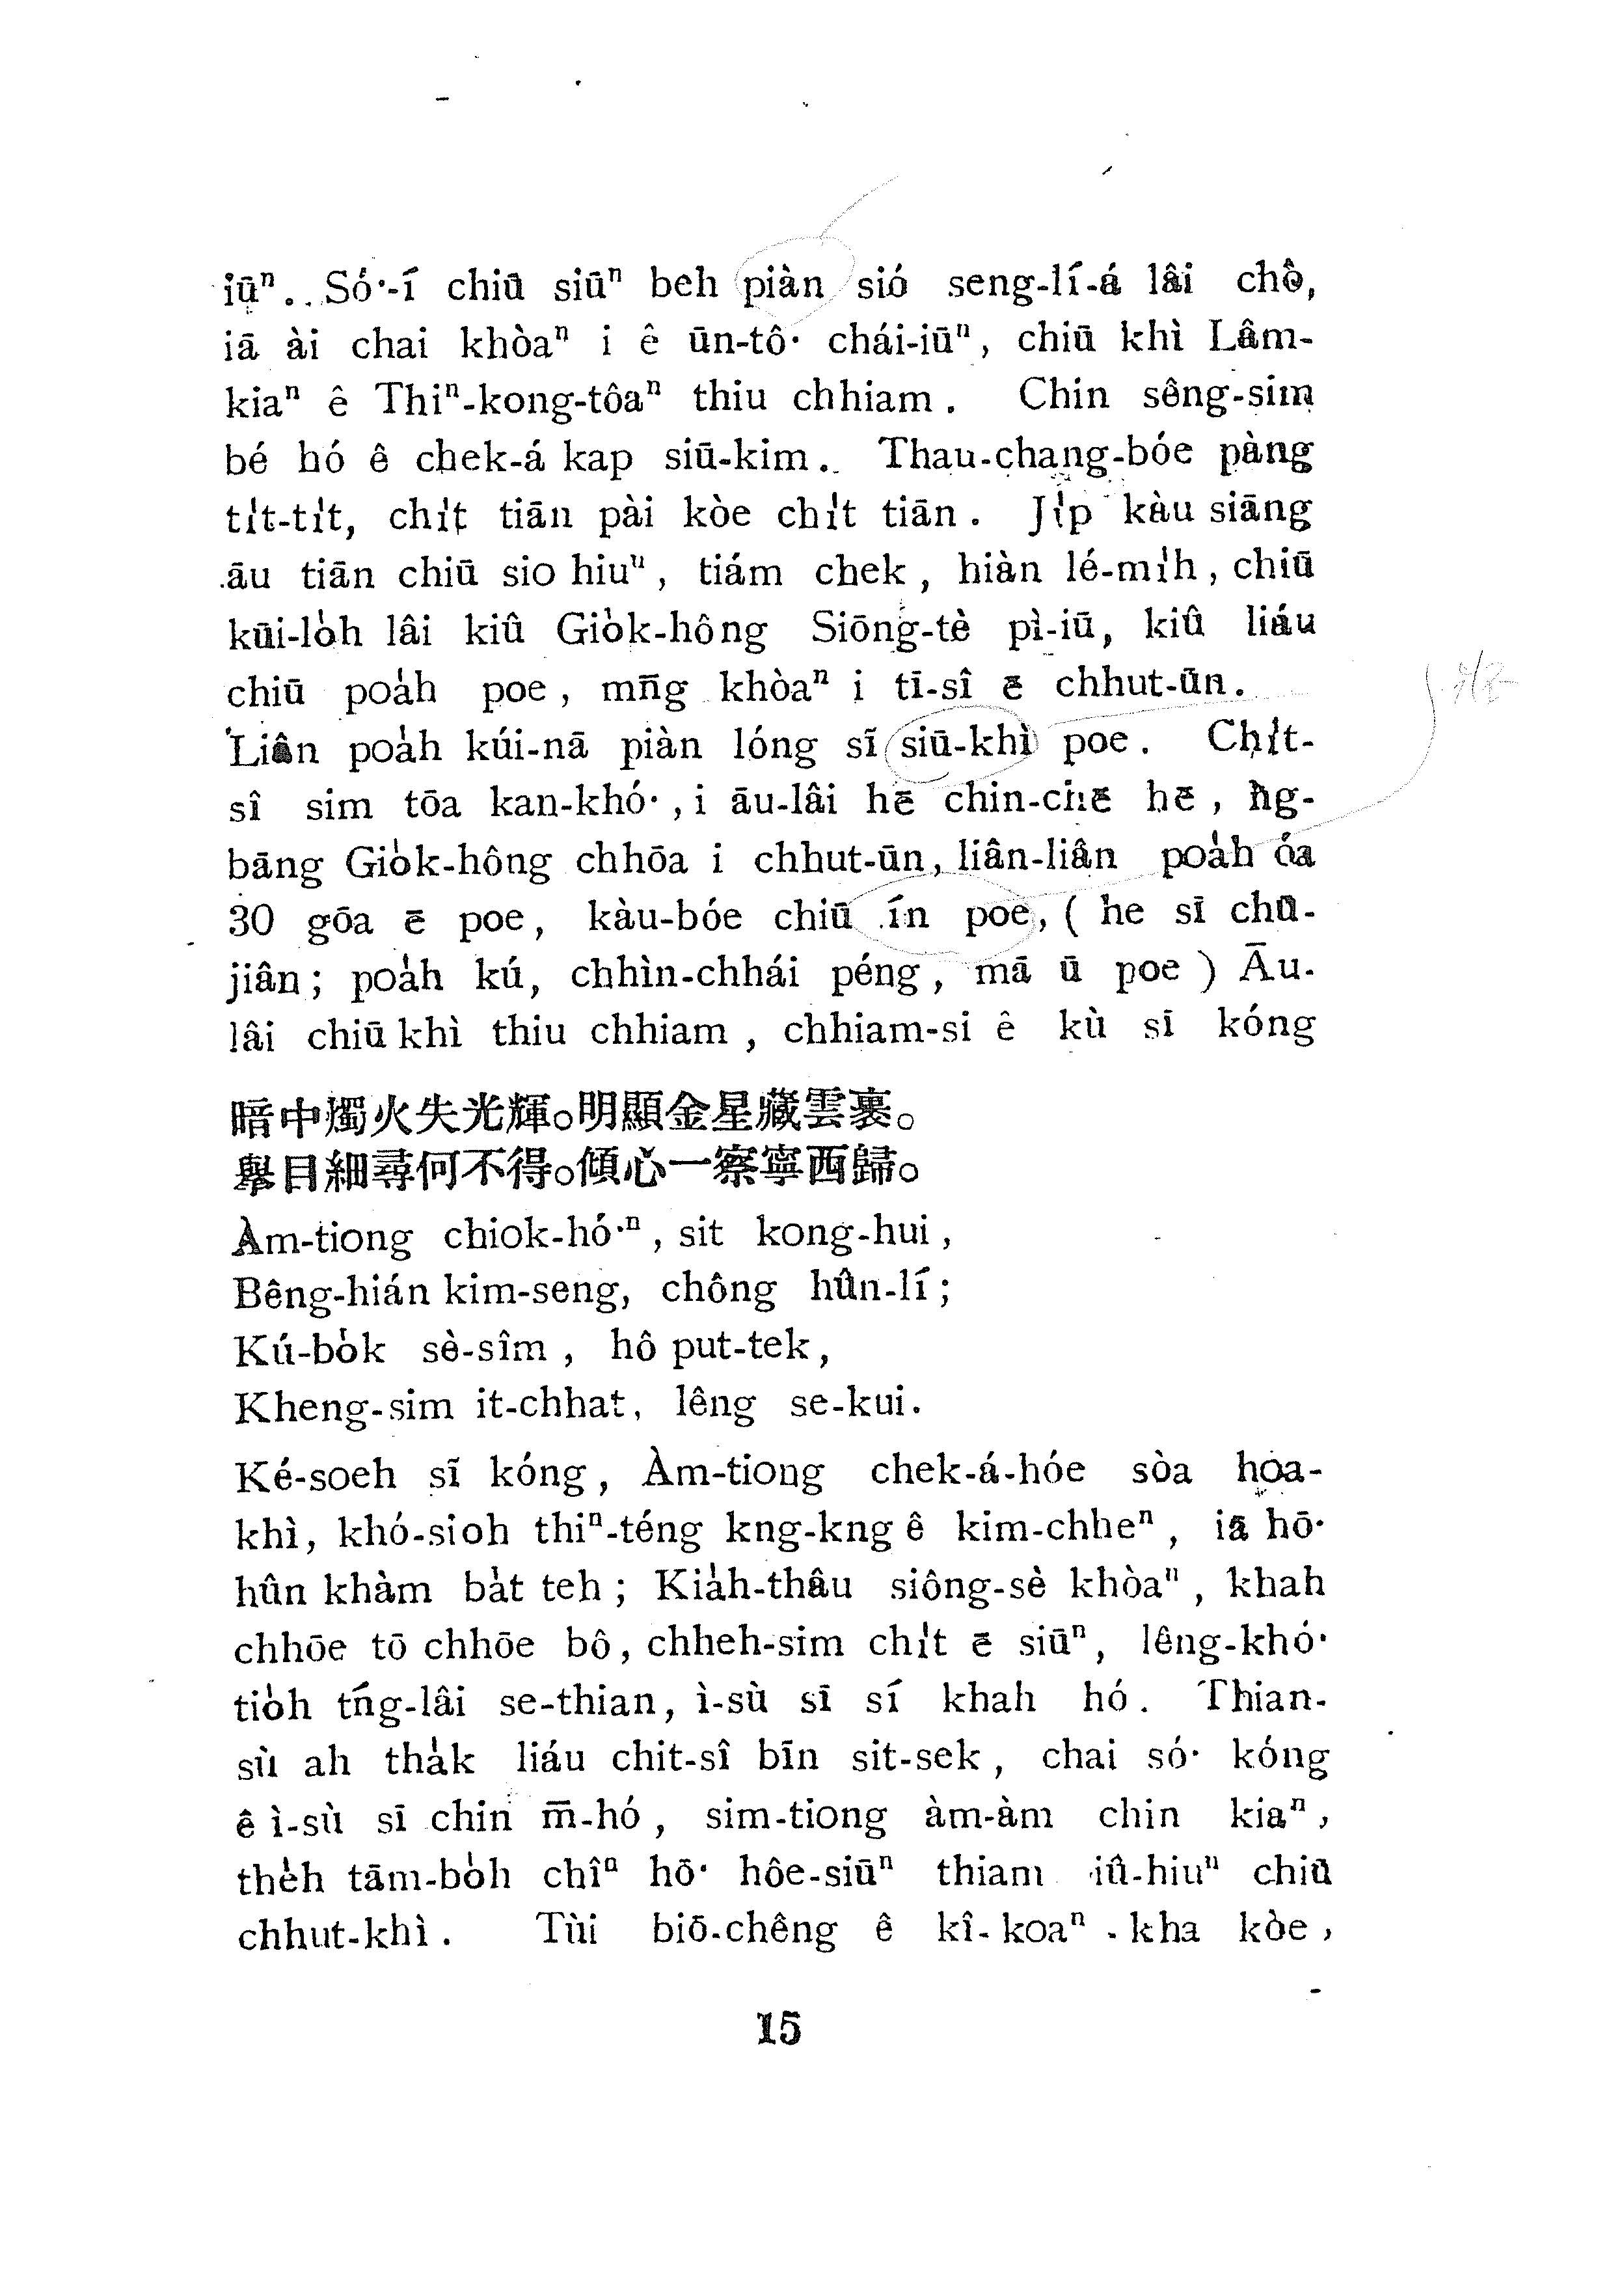 iūⁿ. Só͘-í chiū siūⁿ beh piàn sió seng-lí-á lâi chò,
iā ài chai khòaⁿ i ê ūn-tô͘ chái-iūⁿ, chiū khì Lâm-
kiaⁿ ê Thiⁿ-kong-tôaⁿ thiu chhiam. Chin sêng-sim
bé hó ê chek-á kap siū-kim. Thau-chang-bóe pàng
ti̍t-ti̍t, chi̍t tiān pài kòe chi̍t tiān. Ji̍p kàu siāng
āu tiān chiū sio hiuⁿ, tiám chek, hiàn lé-mi̍h, chiū
kūi-lo̍h lâi kiû Gio̍k-hông Siōng-tè pì-iū, kiû liáu
chiū poa̍h poe, mn̄g khòaⁿ i tī-sî ē chhut-ūn.
Liân poa̍h kúi-nā piàn lóng sī siū-khì poe. Chi̍t-
sî sim tōa kan-khó͘, i āu-lâi hē chin-chē hē, ǹg-
bāng Gio̍k-hông chhōa i chhut-ūn, liân-liân poa̍h óa
30 gōa ē poe, kàu-bóe chiū ín poe, ( he sī chū-
jiân; poa̍h kú, chhìn-chhái péng, mā ū poe ) Āu-
lâi chiū khì thiu chhiam, chhiam-si ê kù sī kóng
暗中燭火失光輝。明顯金星藏雲裏。
舉目細尋何不得。傾心一察寧西歸。
Àm-tiong chiok-hó͘ⁿ, sit kong-hui,
Bêng-hián kim-seng, chông hûn-lí;
Kú-bo̍k sè-sîm, hô put-tek,
Kheng-sim it-chhat, lêng se-kui.
Ké-soeh sī kóng, Àm-tiong chek-á-hóe sòa hoa-
khì, khó-sioh thiⁿ-téng kng-kng ê kim-chheⁿ, iā hō͘
hûn khàm ba̍t teh; Kia̍h-thâu siông-sè khòaⁿ, khah
chhōe tō chhōe bô, chheh-sim chi̍t ē siūⁿ, lêng-khó͘
tio̍h tńg-lâi se-thian, ì-sù sī sí khah hó. Thian-
sù ah tha̍k liáu chit-sî bīn sit-sek, chai só͘ kóng
ê ì-sù sī chin m̄-hó, sim-tiong àm-àm chin kiaⁿ,
the̍h tām-bo̍h chîⁿ hō͘ hôe-siūⁿ thiam iû-hiuⁿ chiū
chhut-khì. Tùi biō-chêng ê kî-koaⁿ-kha kòe,
15